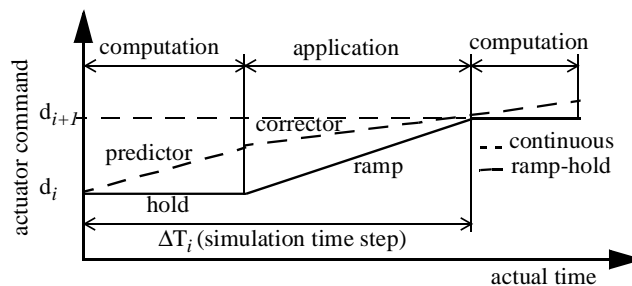 computation application computation
actuator command
d_{i+1}
corrector
predictor
continuous
ramp-hold
ramp
d_i
hold
ΔT_i (simulation time step)
actual time